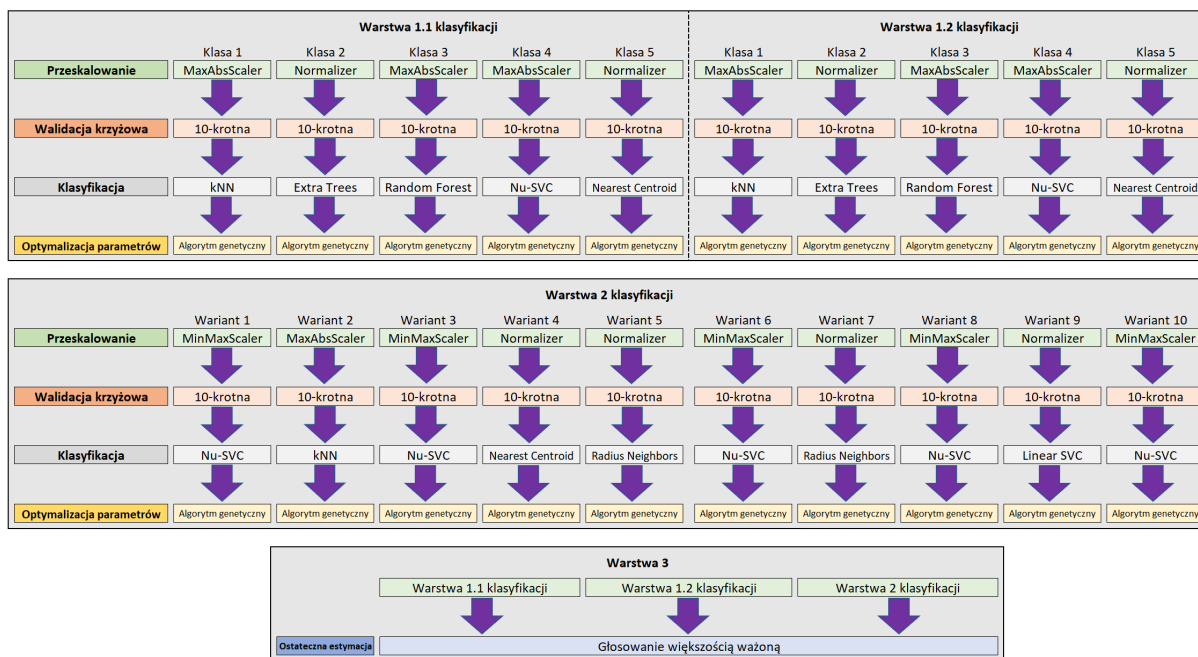 Warstwa 1.1 klasyfikacji Warstwa 1.2 klasyfikacji
Klasa 1 Klasa 2 Klasa 3 Klasa 4 Klasa 5 Klasa 1 Klasa 2 Klasa 3 Klasa 4 Klasa 5
Przeskalowanie MaxAbsScaler Normalizer MaxAbsScaler MaxAbsScaler Normalizer MaxAbsScaler Normalizer MaxAbsScaler MaxAbsScaler Normalizer
Walidacja krzyżowa 10-krotna 10-krotna 10-krotna 10-krotna 10-krotna 10-krotna 10-krotna 10-krotna 10-krotna 10-krotna
Klasyfikacja kNN Extra Trees Random Forest Nu-SVC Nearest Centroid kNN Extra Trees Random Forest Nu-SVC Nearest Centroid
Optymalizacja parametrów Algorytm genetyczny Algorytm genetyczny Algorytm genetyczny Algorytm genetyczny Algorytm genetyczny Algorytm genetyczny Algorytm genetyczny Algorytm genetyczny Algorytm genetyczny Algorytm genetyczny
Warstwa 2 klasyfikacji
Wariant 1 Wariant 2 Wariant 3 Wariant 4 Wariant 5 Wariant 6 Wariant 7 Wariant 8 Wariant 9 Wariant 10
Przeskalowanie MinMaxScaler MaxAbsScaler MinMaxScaler Normalizer Normalizer MinMaxScaler Normalizer MinMaxScaler Normalizer MinMaxScaler
Walidacja krzyżowa 10-krotna 10-krotna 10-krotna 10-krotna 10-krotna 10-krotna 10-krotna 10-krotna 10-krotna 10-krotna
Klasyfikacja Nu-SVC kNN Nu-SVC Nearest Centroid Radius Neighbors Nu-SVC Radius Neighbors Nu-SVC Linear SVC Nu-SVC
Optymalizacja parametrów Algorytm genetyczny Algorytm genetyczny Algorytm genetyczny Algorytm genetyczny Algorytm genetyczny Algorytm genetyczny Algorytm genetyczny Algorytm genetyczny Algorytm genetyczny Algorytm genetyczny
Warstwa 3
Warstwa 1.1 klasyfikacji Warstwa 1.2 klasyfikacji Warstwa 2 klasyfikacji
Ostateczna estymacja Głosowanie większością ważoną